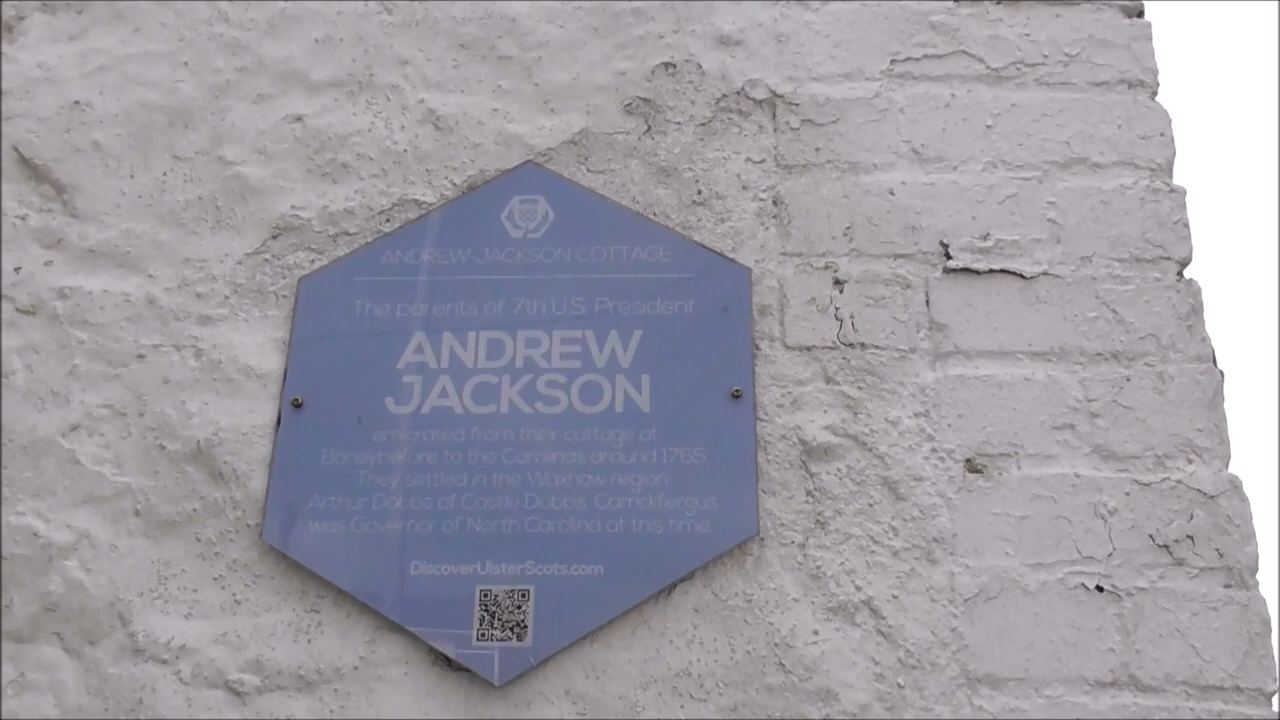 ANDREW JACKSON COTTAGE
The parents of 7th U.S. President
ANDREW
JACKSON
emigrated from their cottage at
Boneybefore to the Carolinas around 1765.
They settled in the Waxhaw region.
Arthur Dobbs of Castle Dobbs, Carrickfergus
was Governor of North Carolina at this time.
DiscoverUlsterScots.com